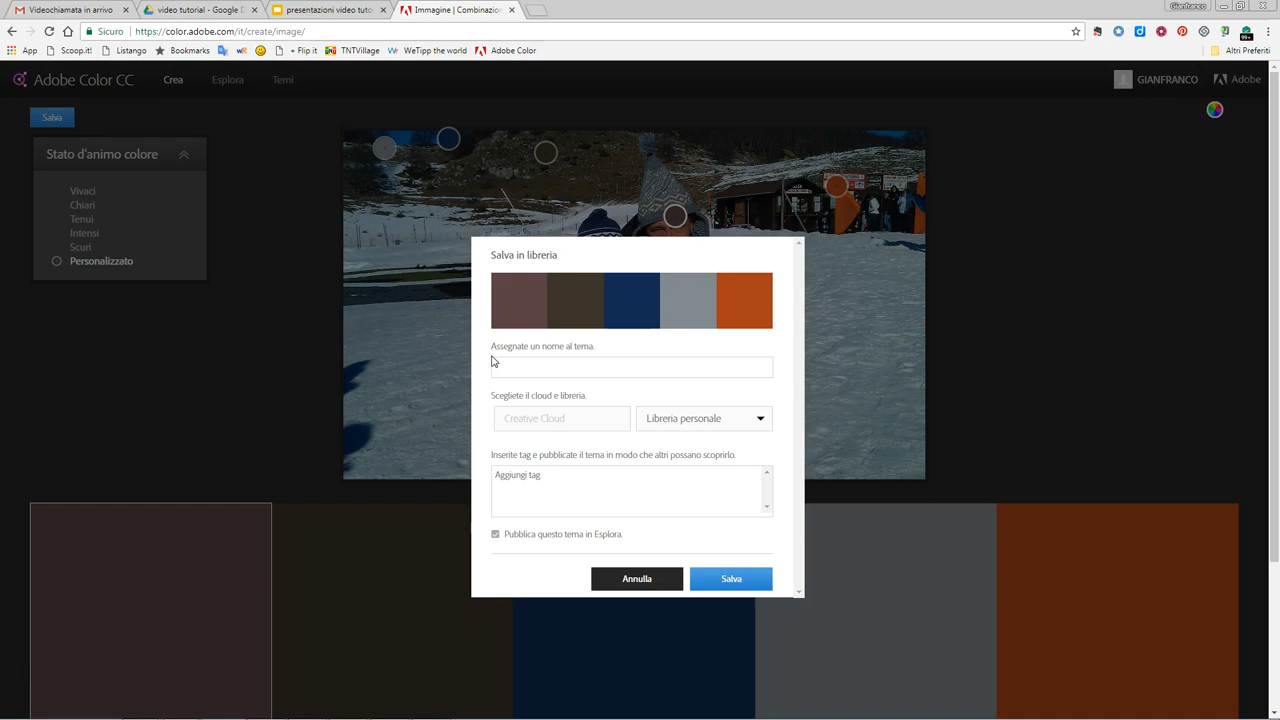 Gianfranco
Videochiamata in arrivo
video tutorial - Google D
presentazioni video tuto
Immagine | Combinazion
Sicuro
https://color.adobe.com/it/create/image/
App
Scoop.it!
Listango
Bookmarks
+ Flip it
TNTVillage
WeTipp the world
Adobe Color
Altri Preferiti
99+
Adobe Color CC
Crea
Esplora
Temi
GIANFRANCO
Adobe
Salva
Stato d'animo colore
Vivaci
Chiari
Tenui
Intensi
Scuri
Personalizzato
Salva in libreria
Assegnate un nome al tema.
Scegliete il cloud e libreria.
Creative Cloud
Libreria personale
Inserite tag e pubblicate il tema in modo che altri possano scoprirlo.
Aggiungi tag
Pubblica questo tema in Esplora.
Annulla
Salva